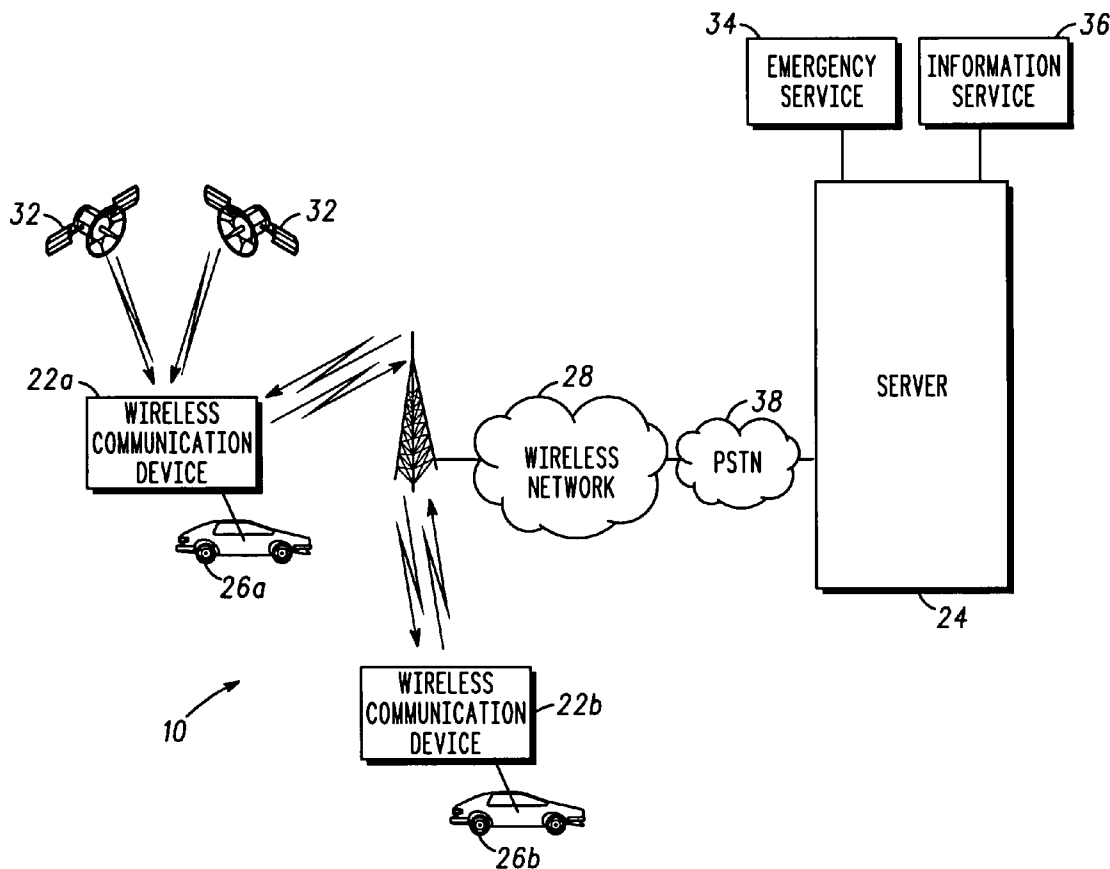 34
36
EMERGENCY
SERVICE
INFORMATION
SERVICE
32
32
22a
WIRELESS
COMMUNICATION
DEVICE
28
WIRELESS
NETWORK
38
PSTN
SERVER
26a
24
WIRELESS
COMMUNICATION
DEVICE
22b
10
26b